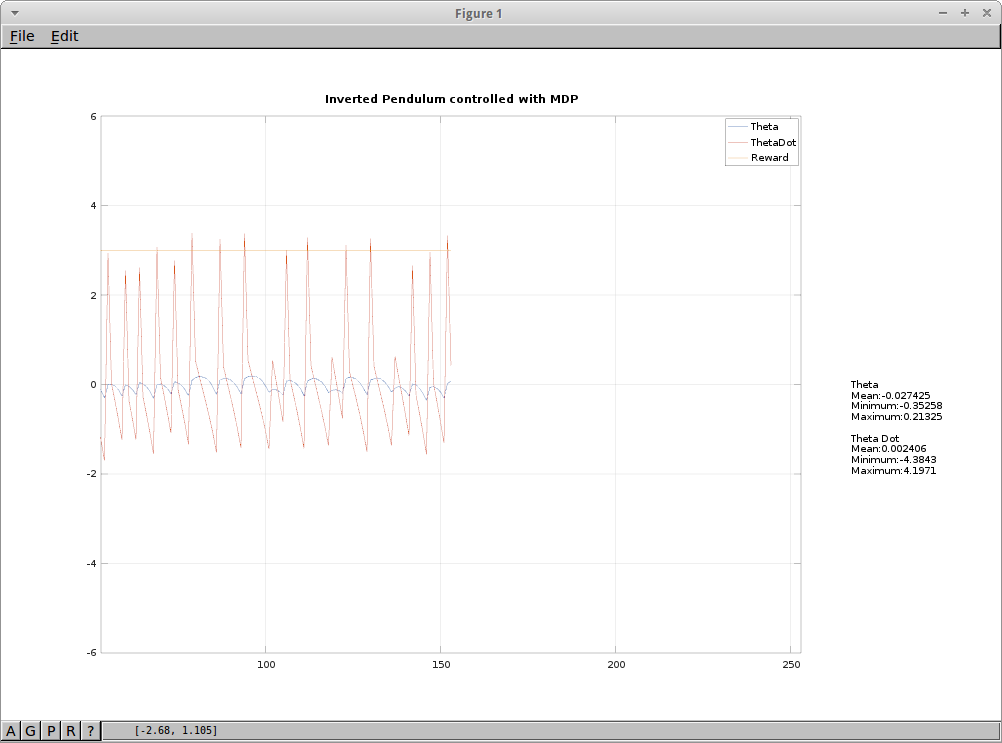 Figure 1
File Edit
Inverted Pendulum controlled with MDP
6
4
2
0
-2
-4
-6
100 150 200 250
Theta
ThetaDot
Reward
Theta
Mean:-0.027425
Minimum:-0.35258
Maximum:0.21325
Theta Dot
Mean:0.002406
Minimum:-4.3843
Maximum:4.1971
A G P R ? [-2.68, 1.105]